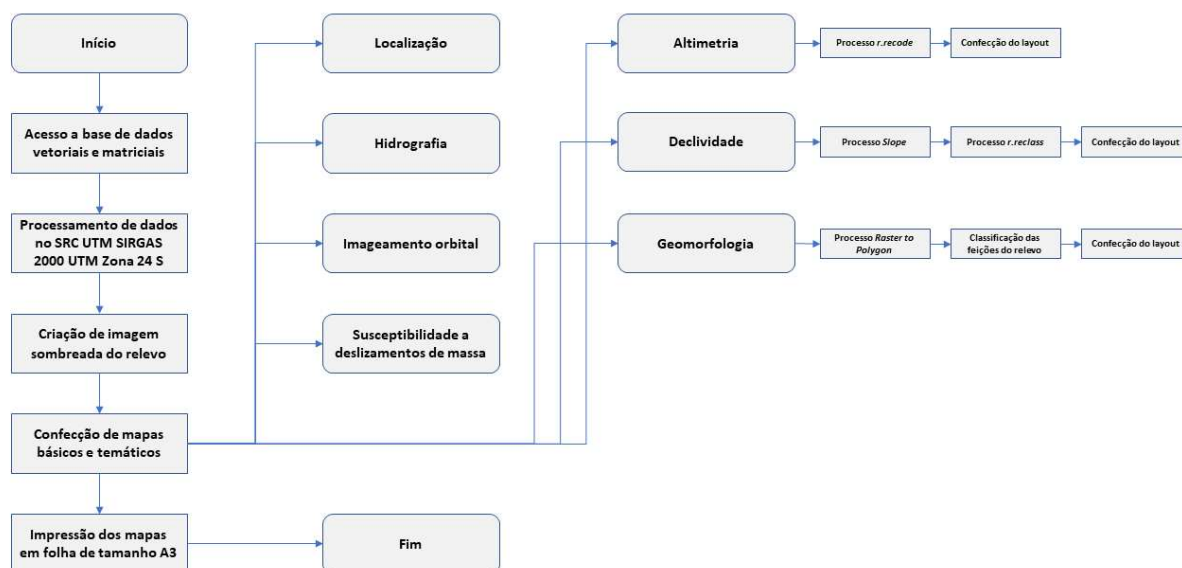 Início
Acesso a base de dados
vetoriais e matriciais
Processamento de dados
no SRC UTM SIRGAS
2000 UTM Zona 24 S
Criação de imagem
sombreada do relevo
Confecção de mapas
básicos e temáticos
Impressão dos mapas
em folha de tamanho A3
Fim
Localização
Hidrografia
Imageamento orbital
Susceptibilidade a
deslizamentos de massa
Altimetria
Processo r.recode
Confecção do layout
Declividade
Processo Slope
Processo r.reclass
Confecção do layout
Geomorfologia
Processo Raster to
Polygon
Classificação das
feições do relevo
Confecção do layout